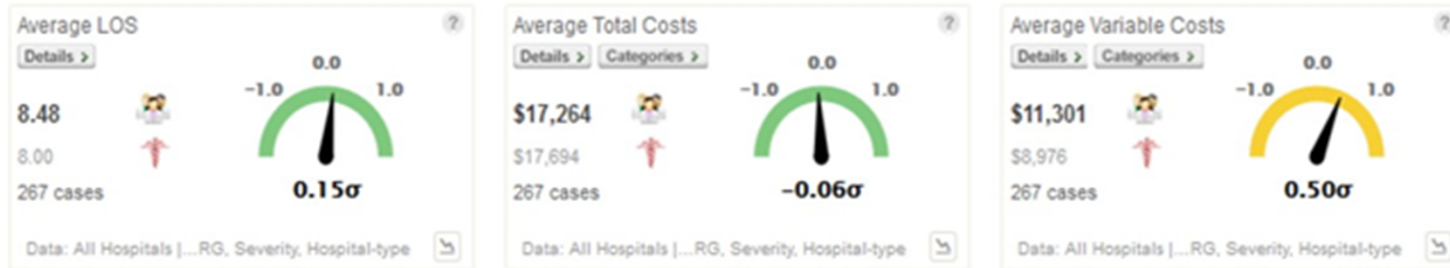 Average LOS
?
Details >
0.0
−1.0
1.0
8.48
8.00
267 cases
0.15σ
Data: All Hospitals |...RG, Severity, Hospital-type
Average Total Costs
?
Details >
Categories >
0.0
−1.0
1.0
$17,264
$17,694
267 cases
−0.06σ
Data: All Hospitals |...RG, Severity, Hospital-type
Average Variable Costs
?
Details >
Categories >
0.0
−1.0
1.0
$11,301
$8,976
267 cases
0.50σ
Data: All Hospitals |...RG, Severity, Hospital-type